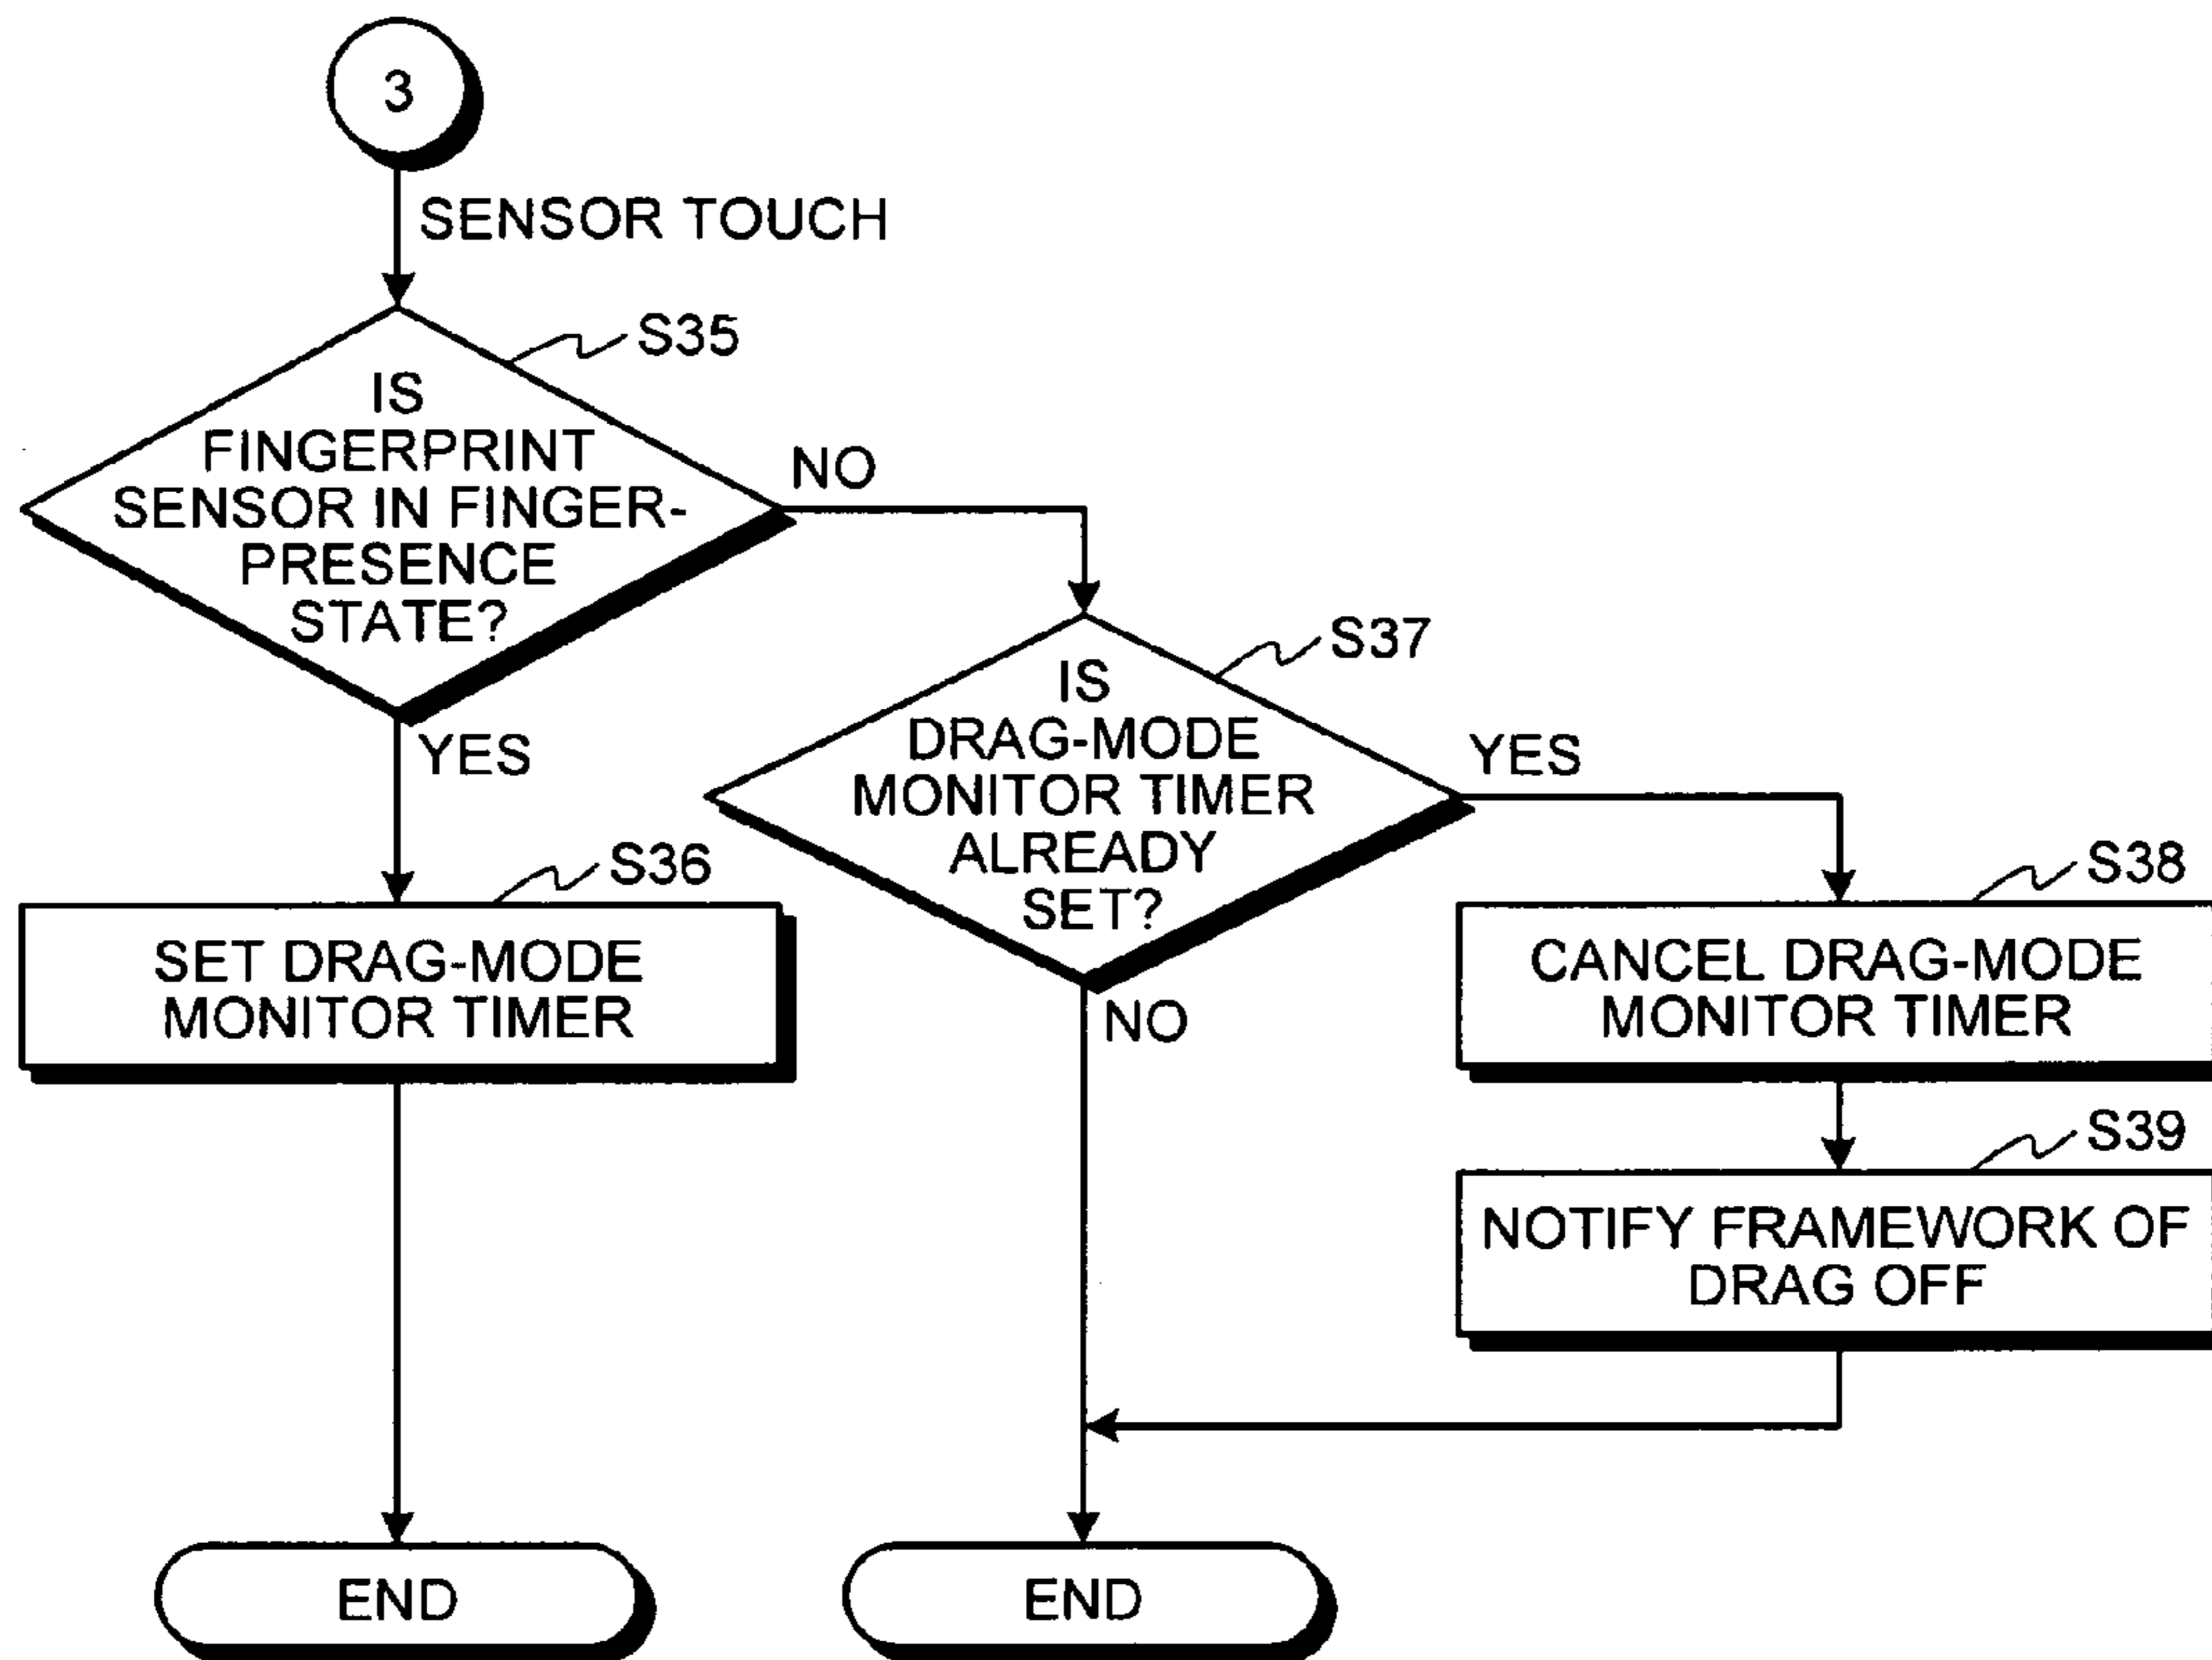 3
SENSOR TOUCH
S35
IS
FINGERPRINT
SENSOR IN FINGER-
PRESENCE
STATE?
NO
YES
S36
SET DRAG-MODE
MONITOR TIMER
END
S37
IS
DRAG-MODE
MONITOR TIMER
ALREADY
SET?
YES
NO
S38
CANCEL DRAG-MODE
MONITOR TIMER
S39
NOTIFY FRAMEWORK OF
DRAG OFF
END